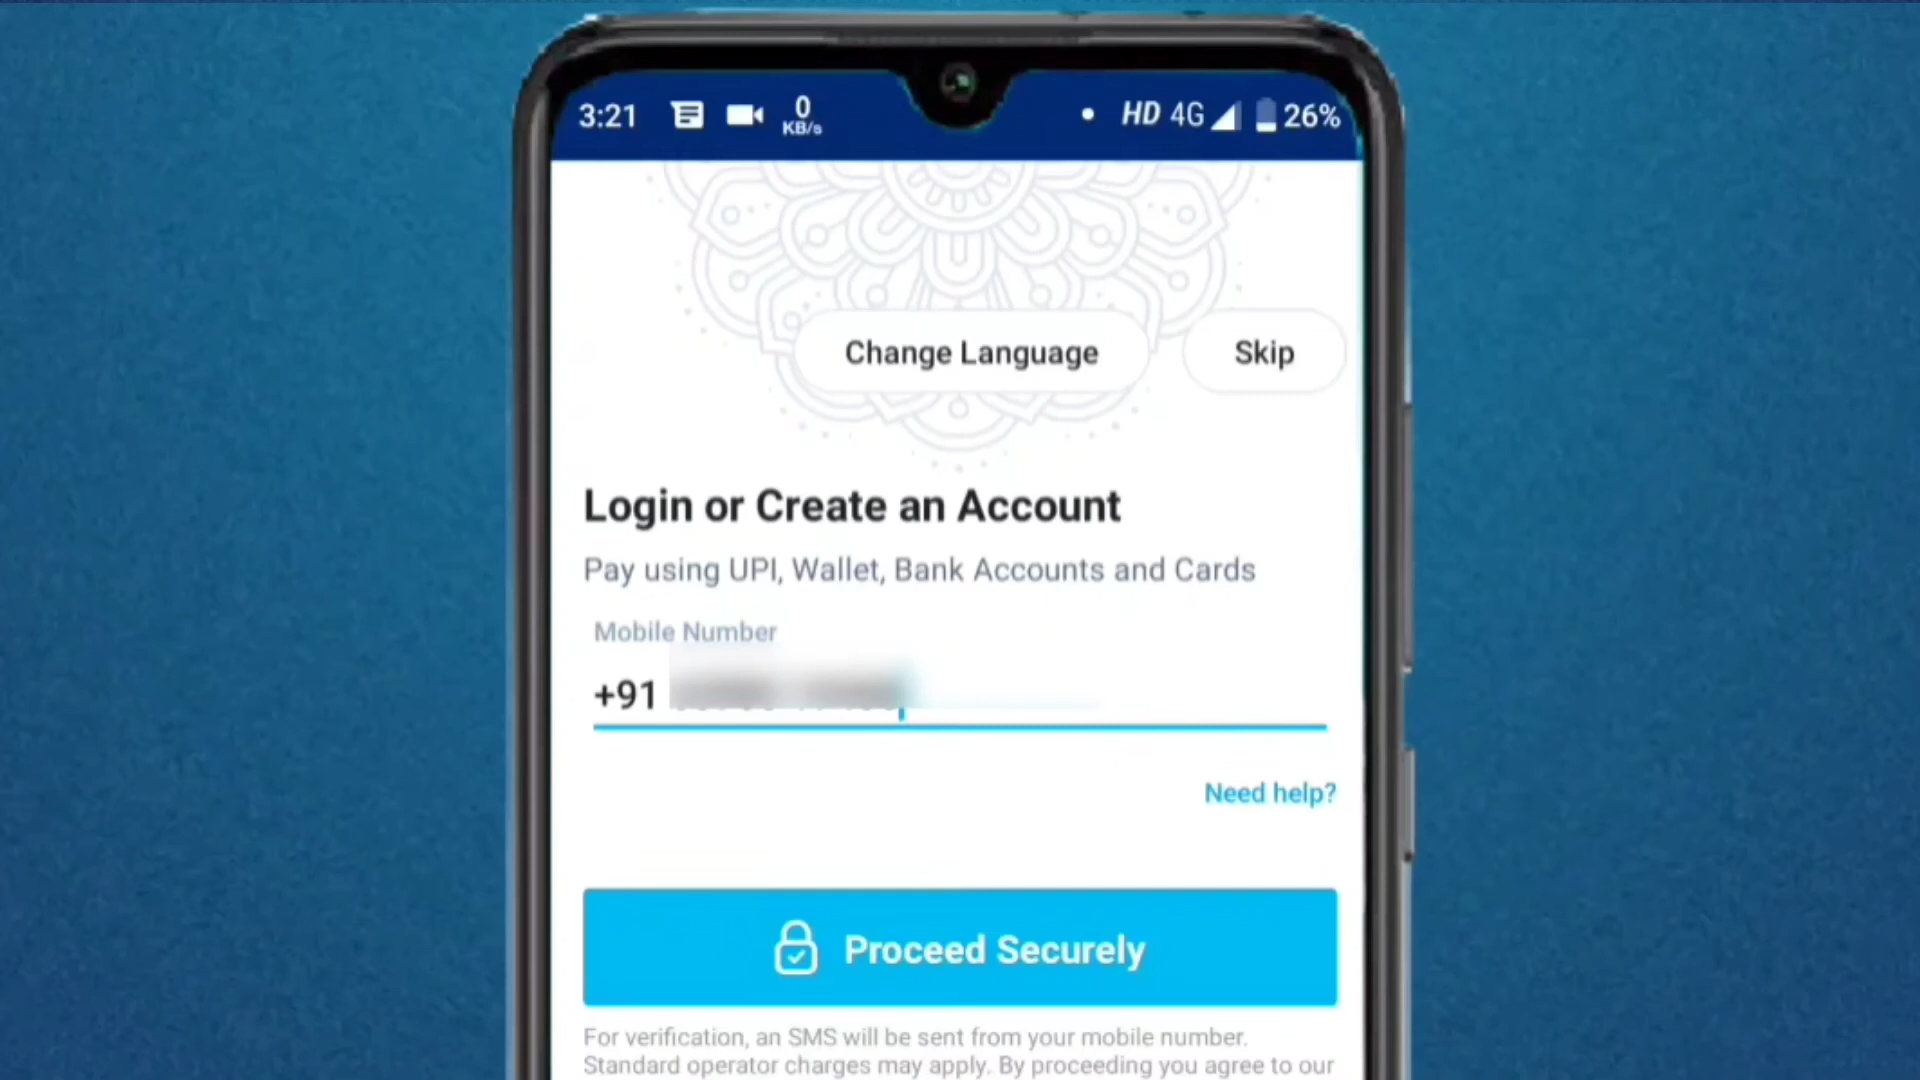 3:21
0
KB/s
HD 4G
26%
Change Language
Skip
Login or Create an Account
Pay using UPI, Wallet, Bank Accounts and Cards
Mobile Number
+91
Need help?
Proceed Securely
For verification, an SMS will be sent from your mobile number.
Standard operator charges may apply. By proceeding you agree to our